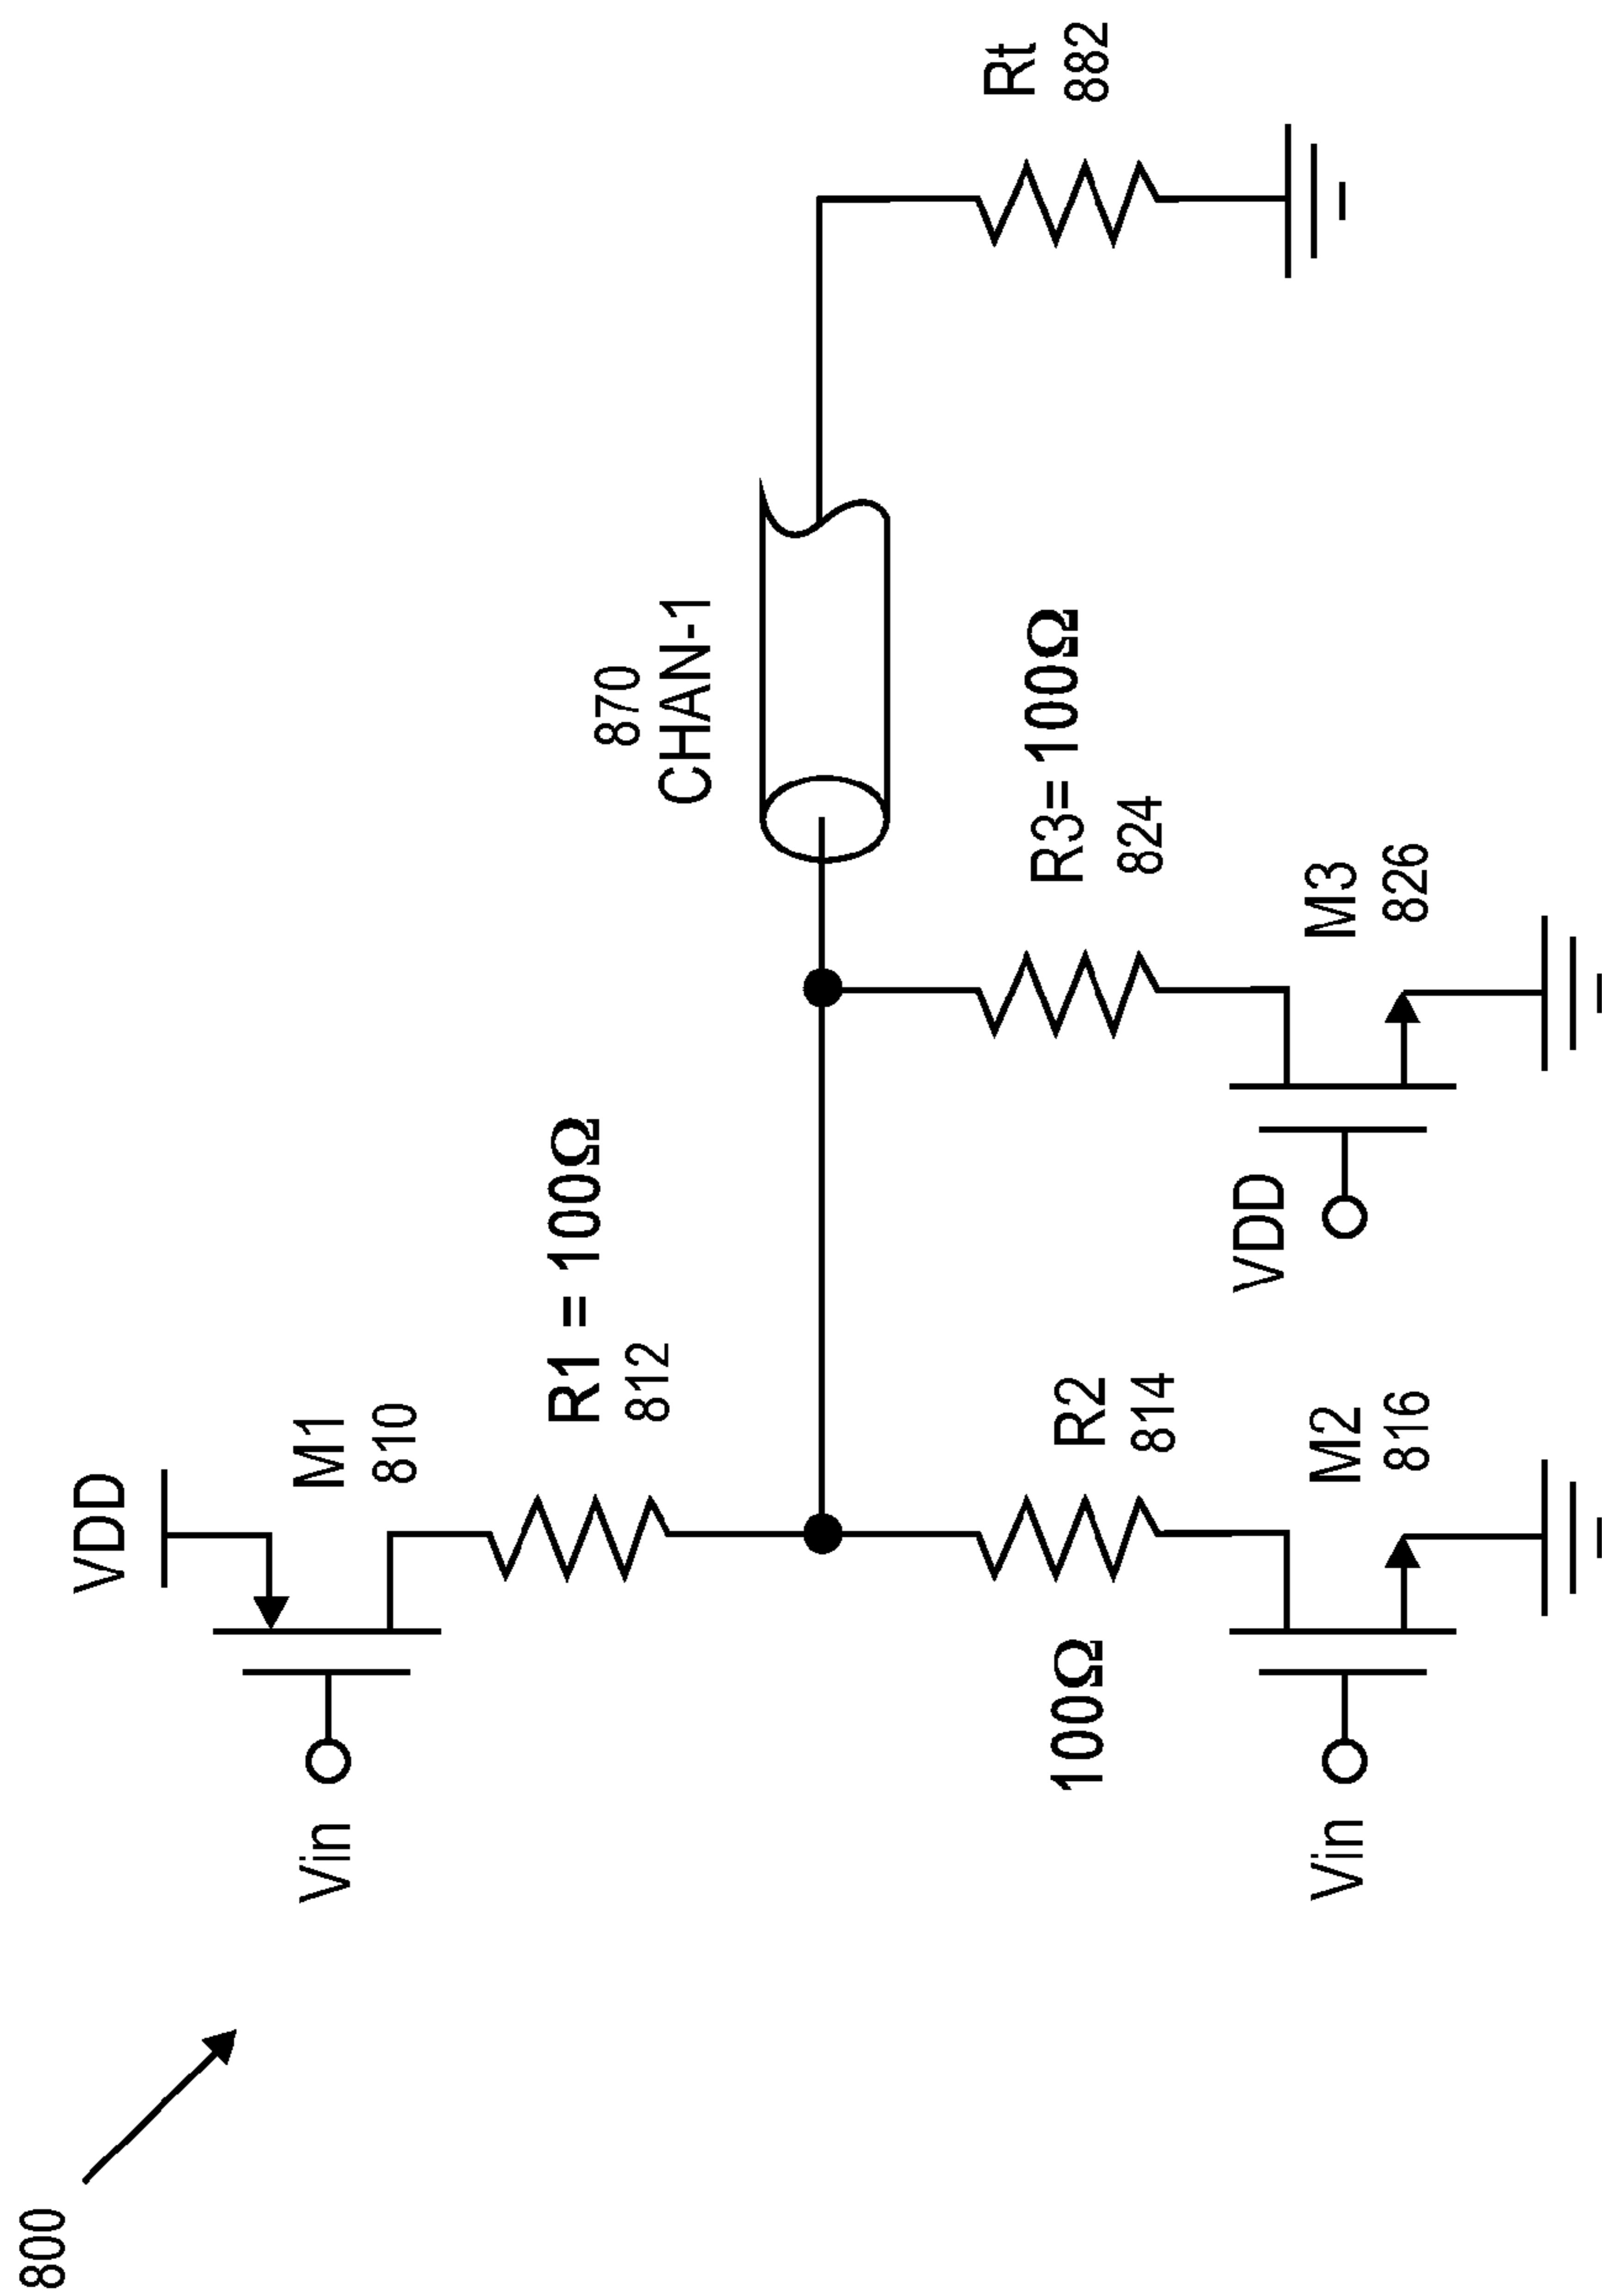 800
VDD
M1
810
Vin
R1 = 100Ω
812
870
CHAN-1
Rt
882
100Ω
R2
814
R3= 100Ω
824
Vin
M2
816
VDD
M3
826